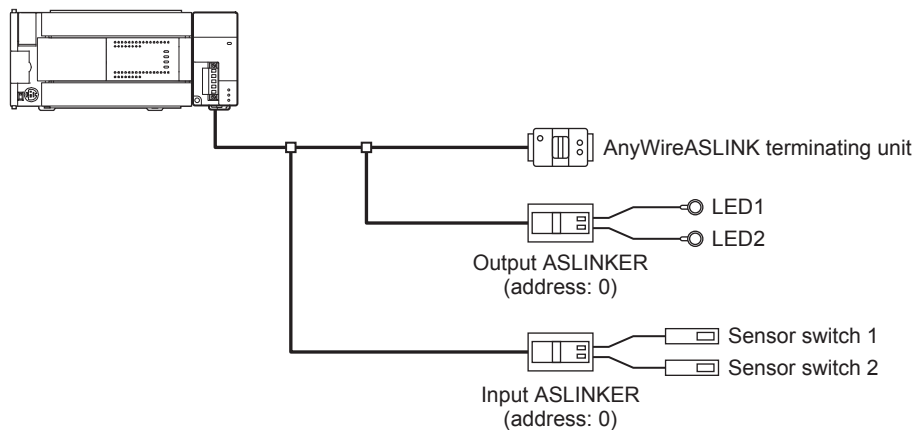 AnyWireASLINK terminating unit
LED1
LED2
Output ASLINKER
(address: 0)
Sensor switch 1
Sensor switch 2
Input ASLINKER
(address: 0)